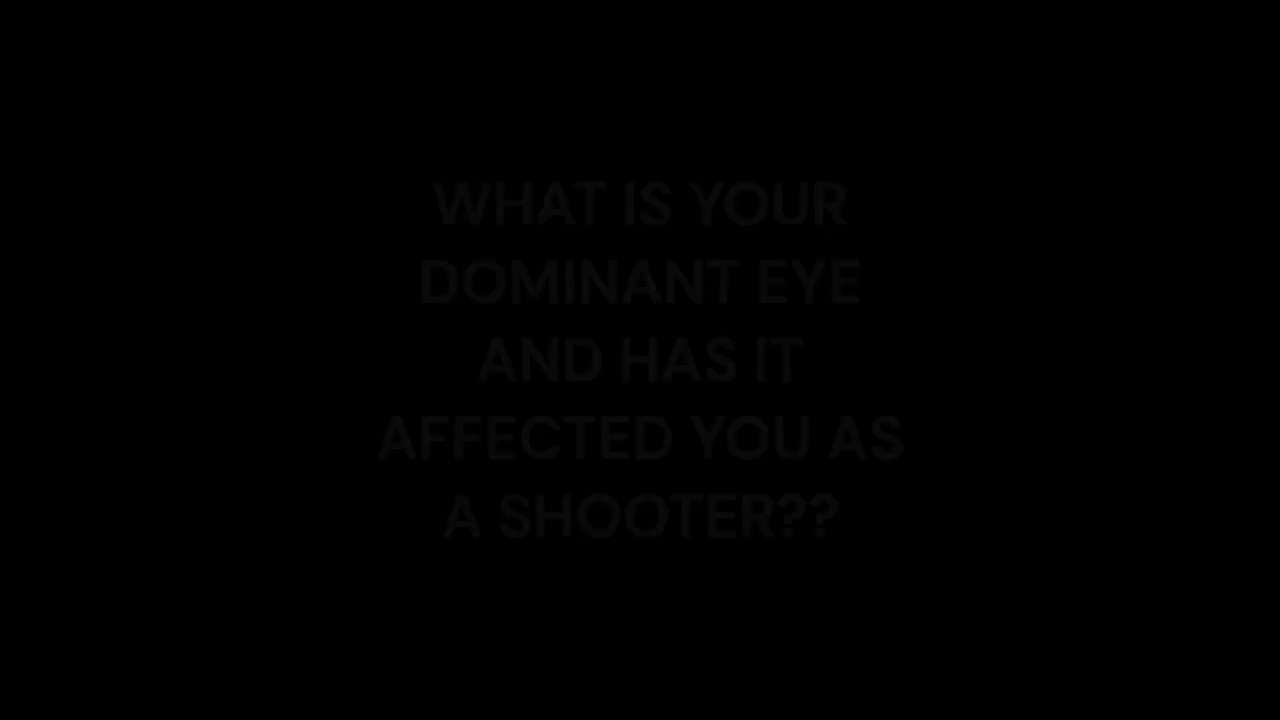 WHAT IS YOUR
DOMINANT EYE
AND HAS IT
AFFECTED YOU AS
A SHOOTER??